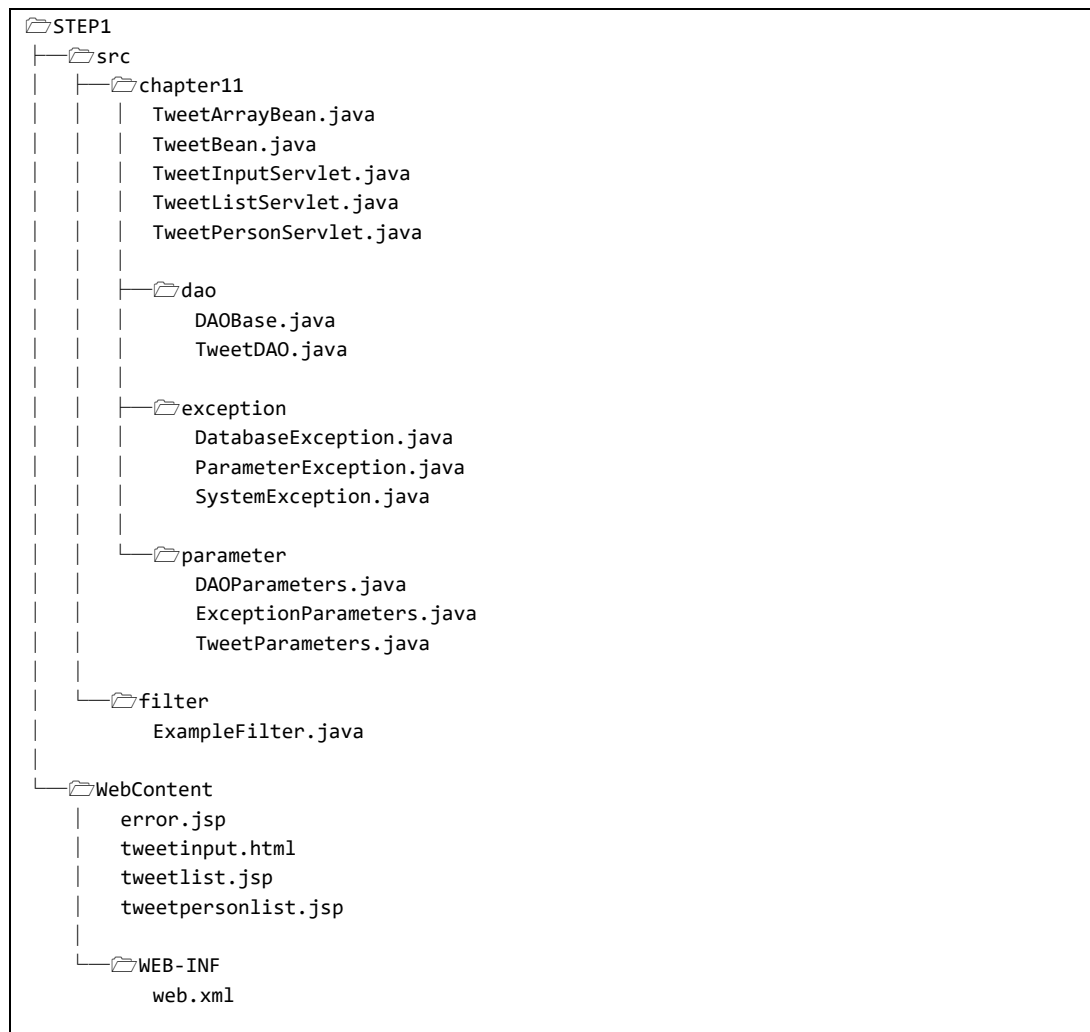 STEP1
src
chapter11
TweetArrayBean.java
TweetBean.java
TweetInputServlet.java
TweetListServlet.java
TweetPersonServlet.java
dao
DAOBase.java
TweetDAO.java
exception
DatabaseException.java
ParameterException.java
SystemException.java
parameter
DAOParameters.java
ExceptionParameters.java
TweetParameters.java
filter
ExampleFilter.java
WebContent
error.jsp
tweetinput.html
tweetlist.jsp
tweetpersonlist.jsp
WEB-INF
web.xml